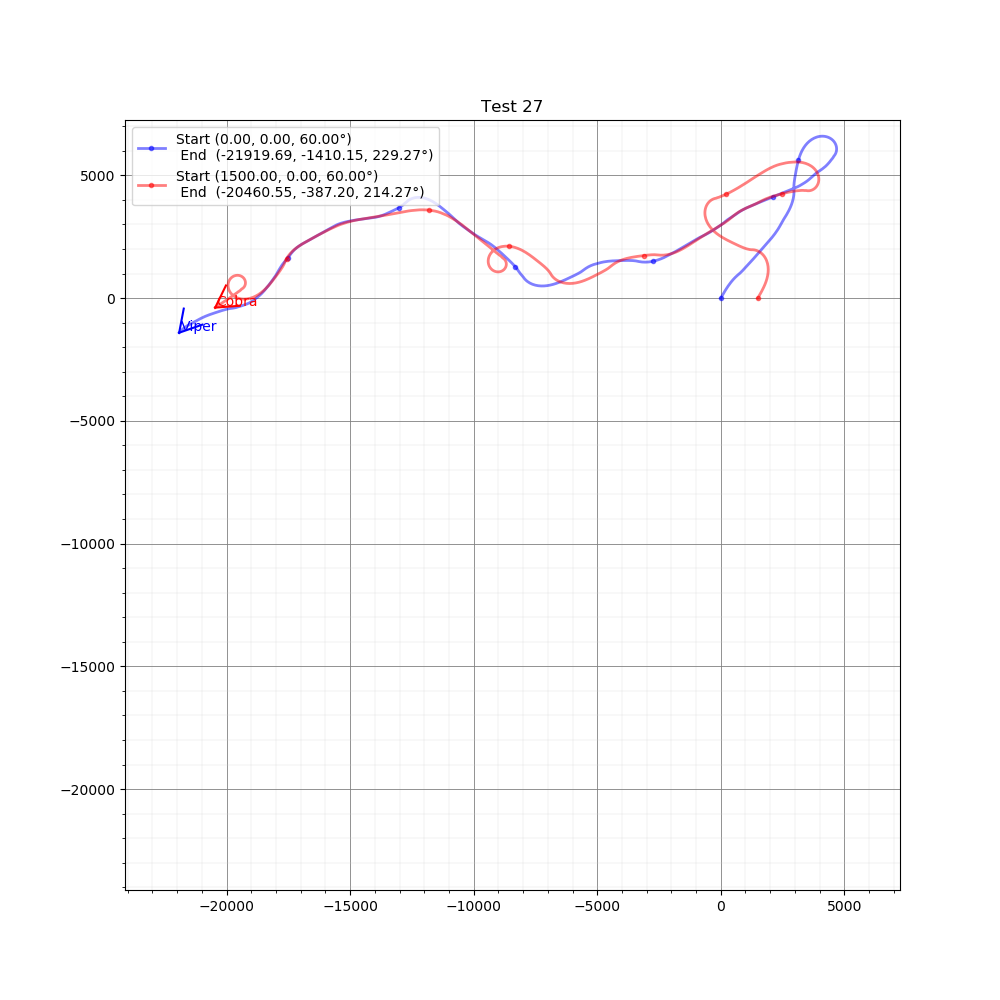 Test 27
Start (0.00, 0.00, 60.00°)
End (-21919.69, -1410.15, 229.27°)
Start (1500.00, 0.00, 60.00°)
End (-20460.55, -387.20, 214.27°)
5000
0
−5000
−10000
−15000
−20000
Cobra
Viper
−20000 −15000 −10000 −5000 0 5000